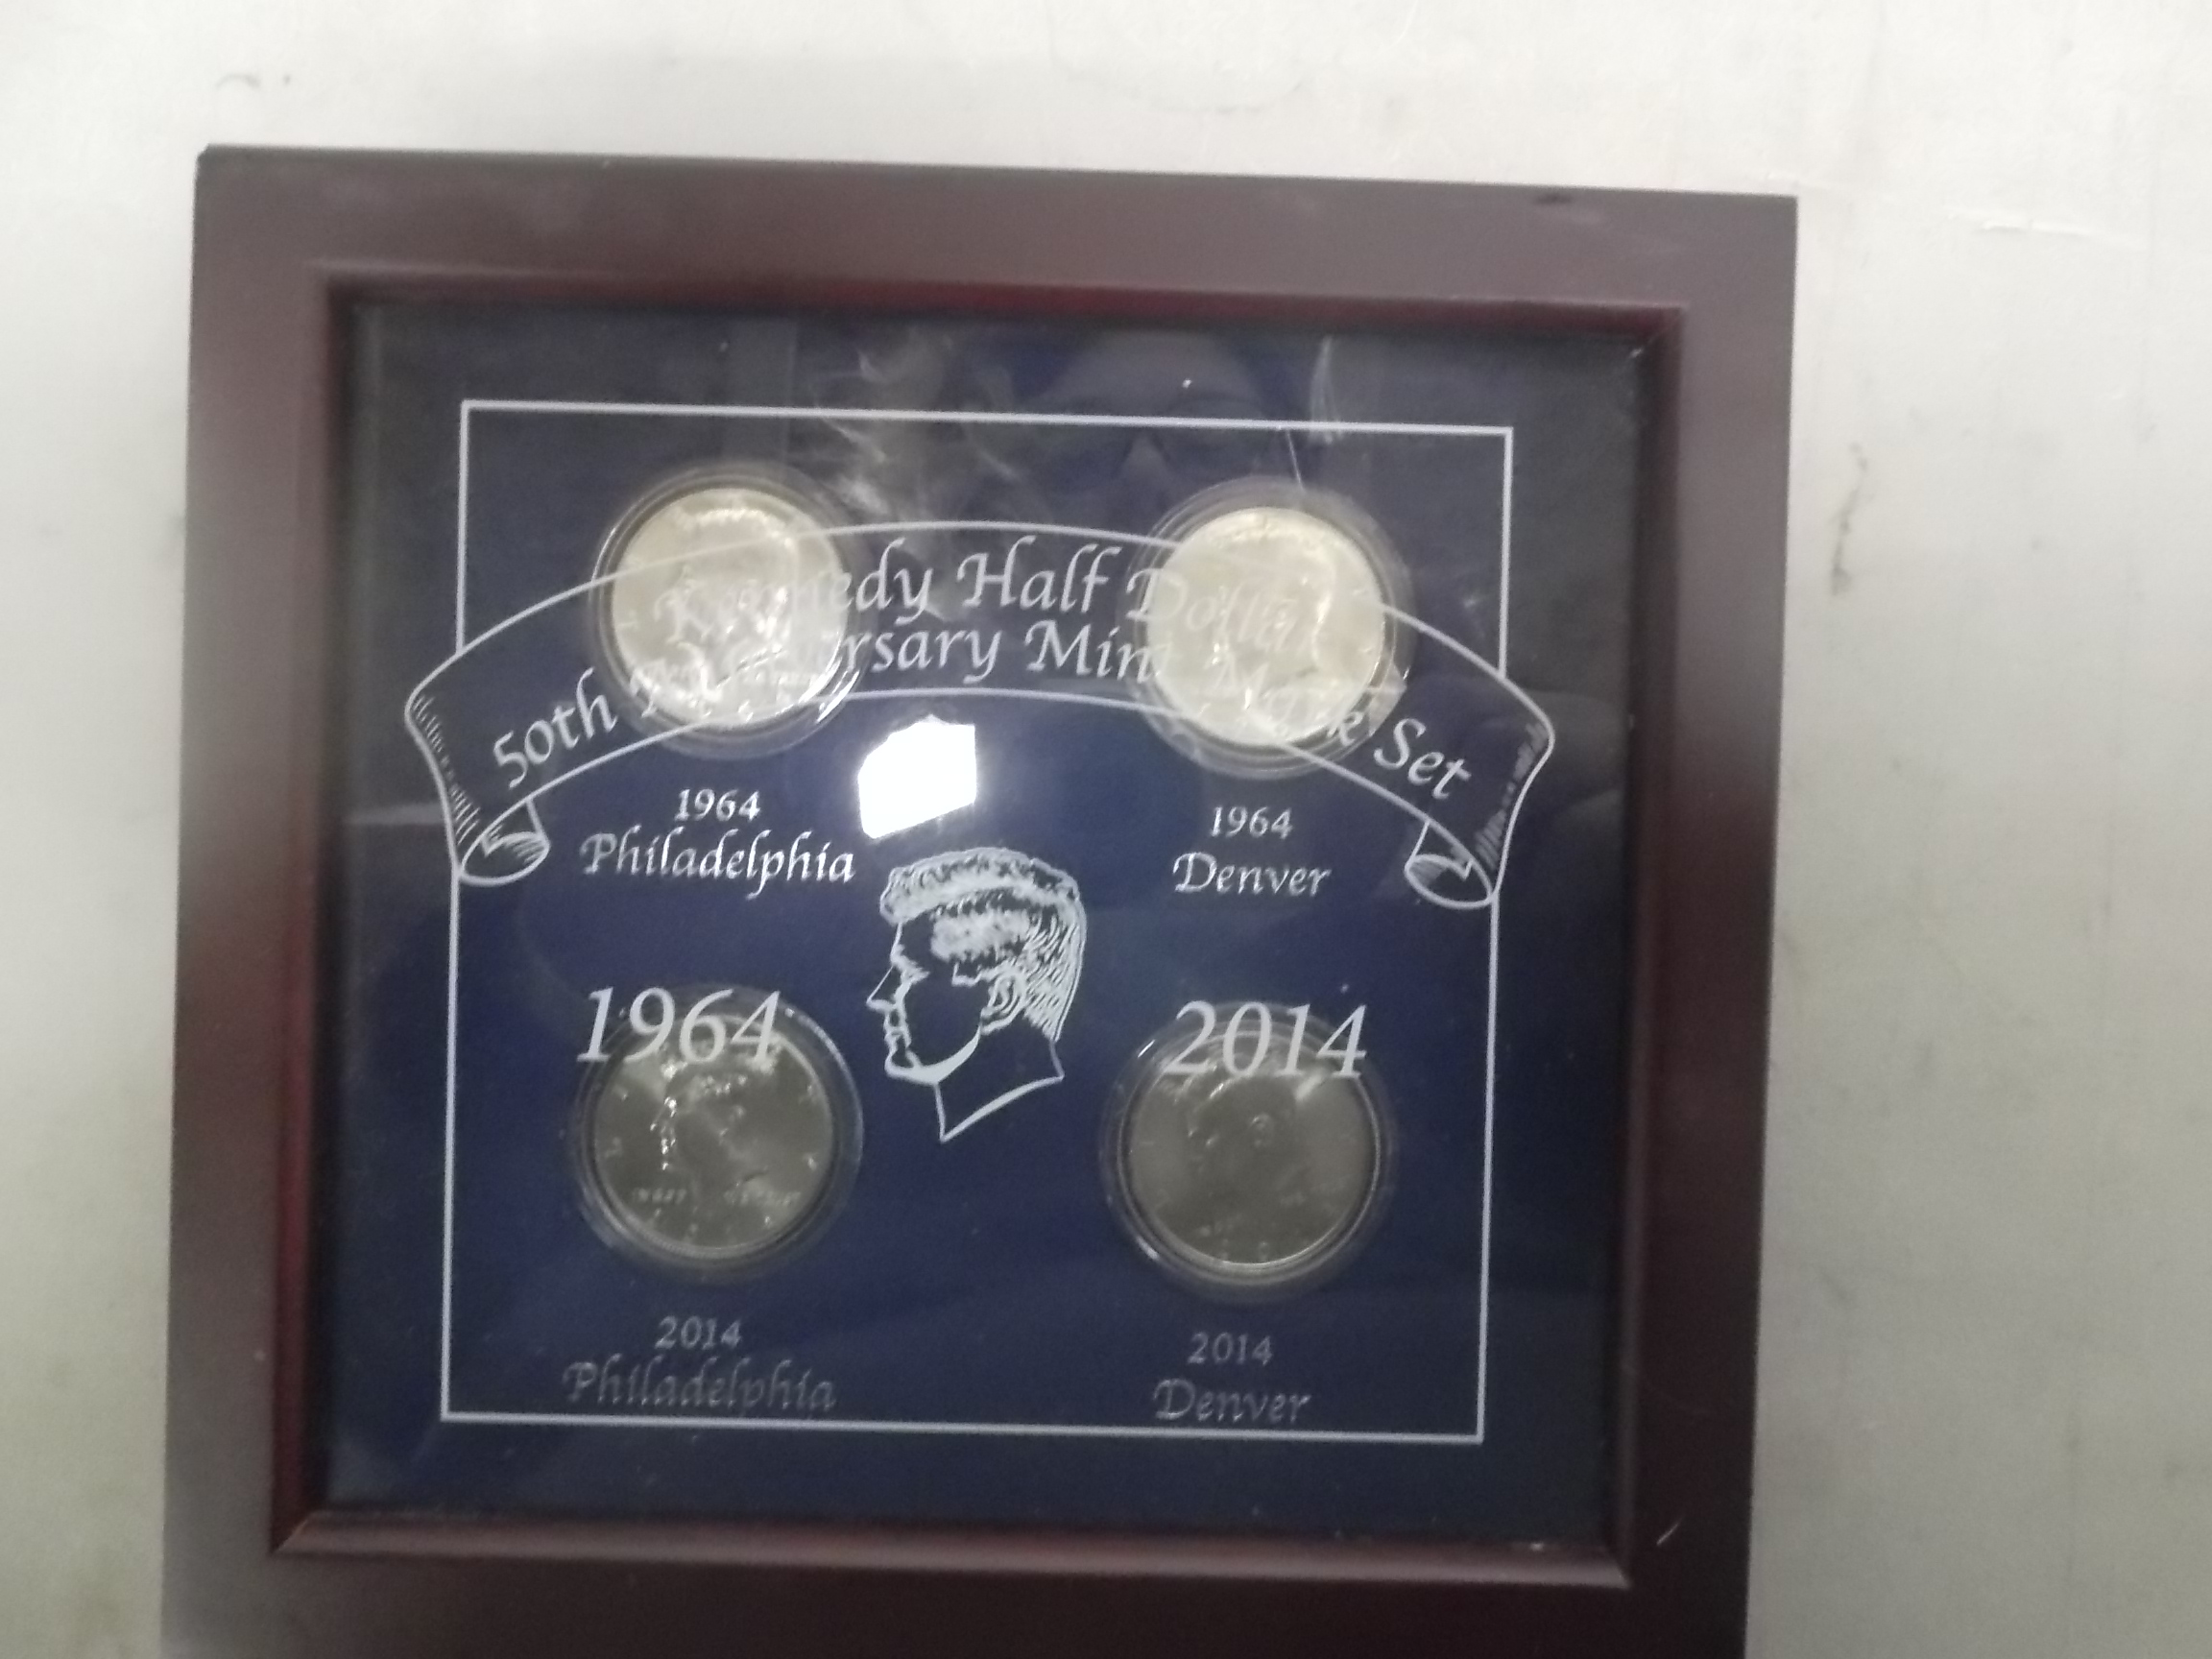 Kennedy Half Dollar
50th Anniversary Mint Mark Set
1964
Philadelphia
1964
Denver
1964
2014
2014
Philadelphia
2014
Denver